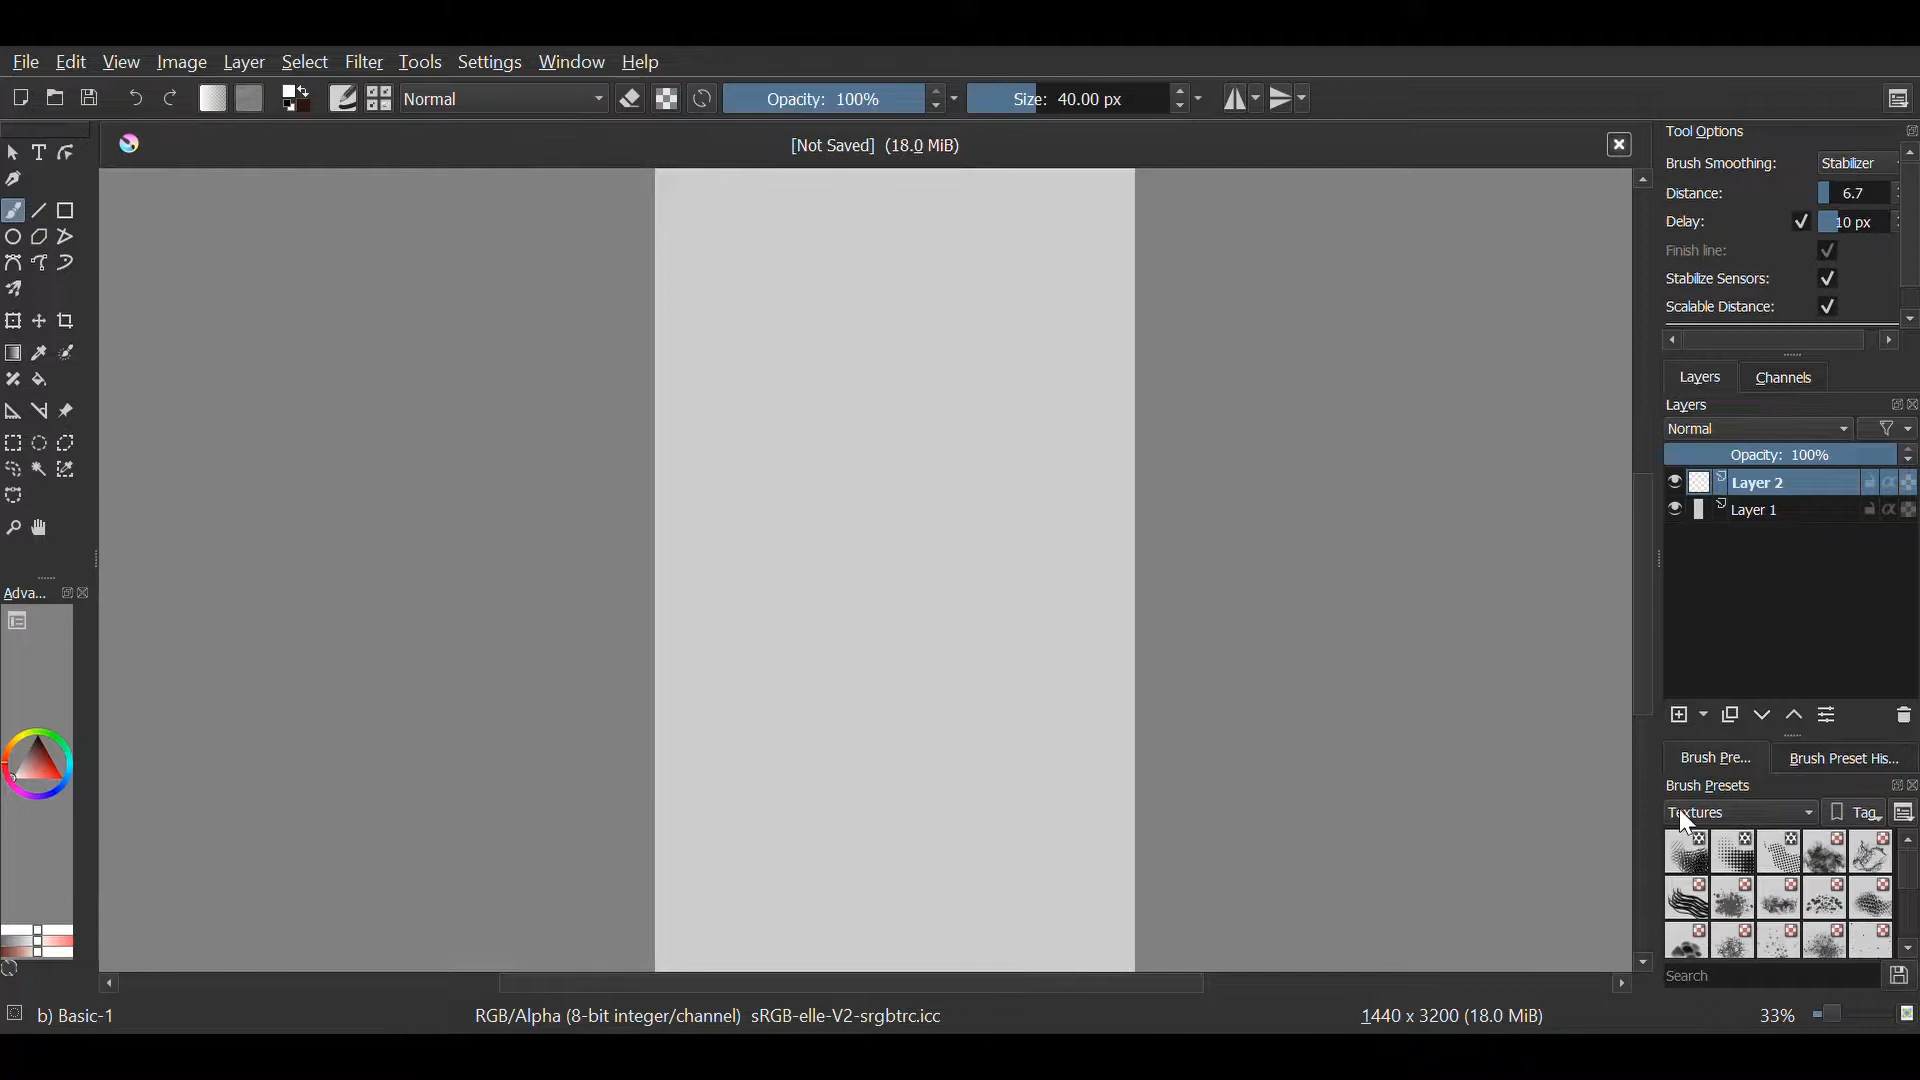 File Edit View Image Layer Select Filter Tools Settings Window Help
Normal Opacity: 100% Size: 40.00 px
[Not Saved] (18.0 MiB)
Tool Options
Brush Smoothing: Stabilizer
Distance: 6.7
Delay: 10 px
Finish line:
Stabilize Sensors:
Scalable Distance:
Layers Channels
Layers
Normal
Opacity: 100%
Layer 2
Layer 1
Adva...
Brush Pre... Brush Preset His...
Brush Presets
Textures Tag
Search
b) Basic-1 RGB/Alpha (8-bit integer/channel) sRGB-elle-V2-srgbtrc.icc 1440 x 3200 (18.0 MiB) 33%